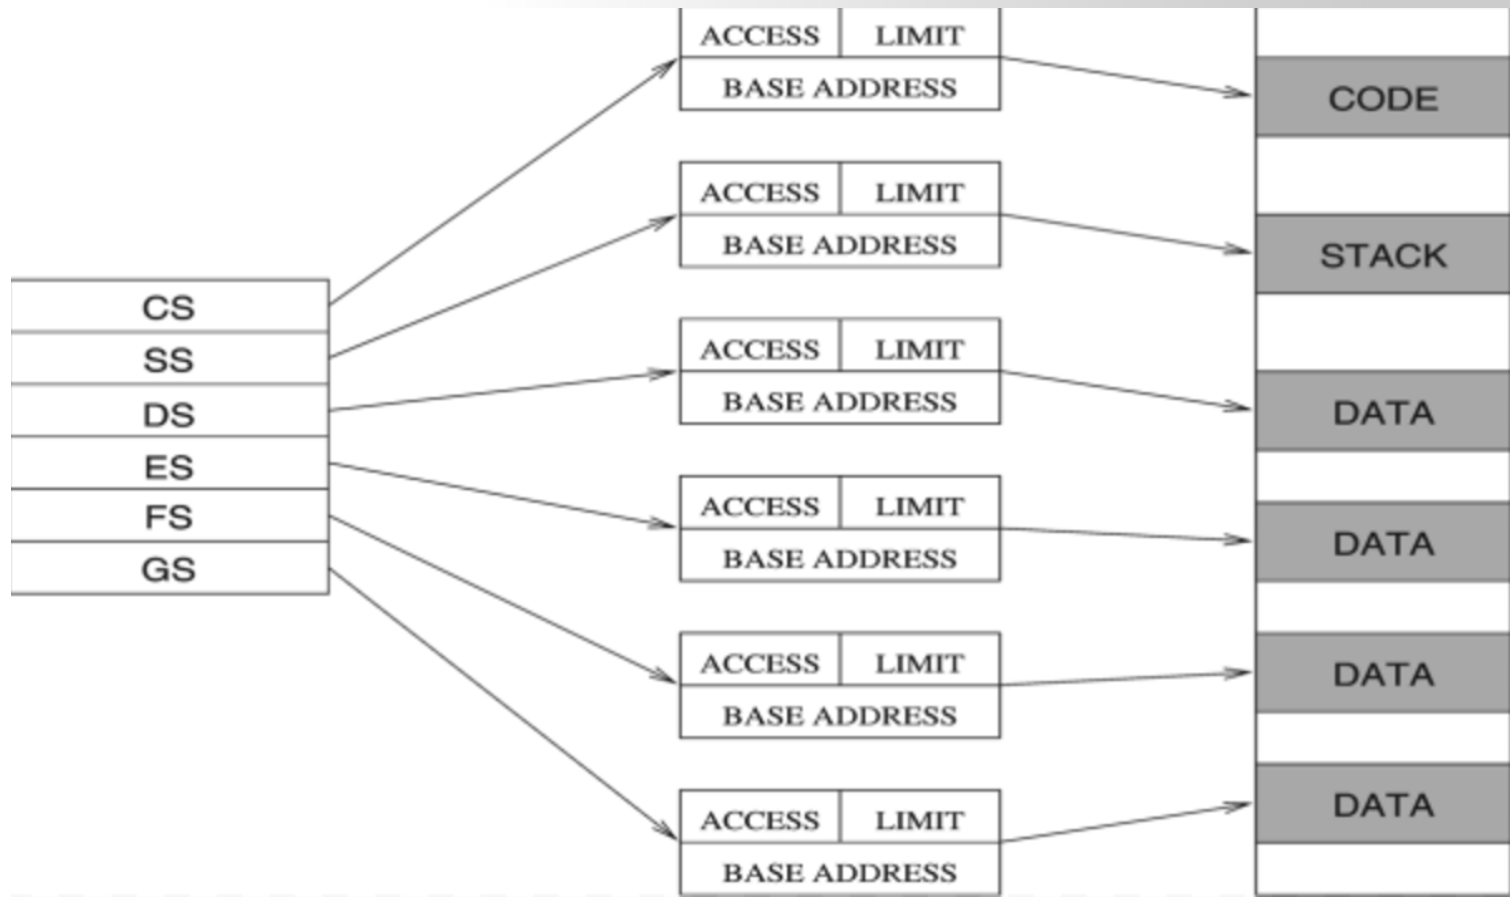 ACCESS LIMIT
BASE ADDRESS
CODE
ACCESS LIMIT
BASE ADDRESS
STACK
CS
SS
DS
ES
FS
GS
ACCESS LIMIT
BASE ADDRESS
DATA
ACCESS LIMIT
BASE ADDRESS
DATA
ACCESS LIMIT
BASE ADDRESS
DATA
ACCESS LIMIT
BASE ADDRESS
DATA